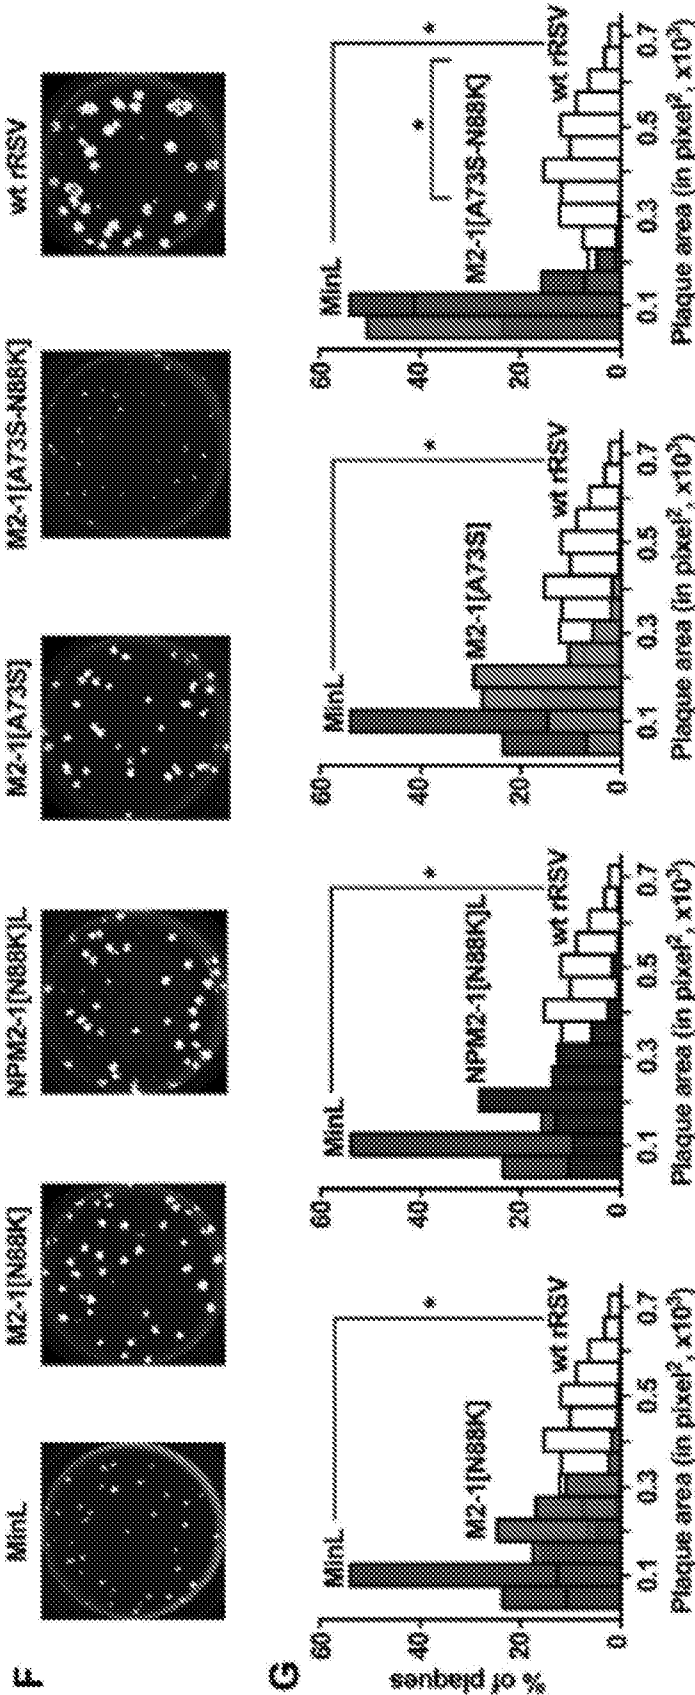 F
MinL
M2-1[N88K]
NPM2-1[N88K]L
M2-1[A73S]
M2-1[A73S-N88K]
wt rRSV
G
% of plaques
60
40
20
0
MinL
*
M2-1[N88K]
wt rRSV
0.1
0.3
0.5
0.7
Plaque area (in pixel², x10³)
60
40
20
0
MinL
*
NPM2-1[N88K]L
wt rRSV
0.1
0.3
0.5
0.7
Plaque area (in pixel², x10³)
60
40
20
0
MinL
*
M2-1[A73S]
wt rRSV
0.1
0.3
0.5
0.7
Plaque area (in pixel², x10³)
60
40
20
0
MinL
*
*
M2-1[A73S-N88K]
wt rRSV
0.1
0.3
0.5
0.7
Plaque area (in pixel², x10³)